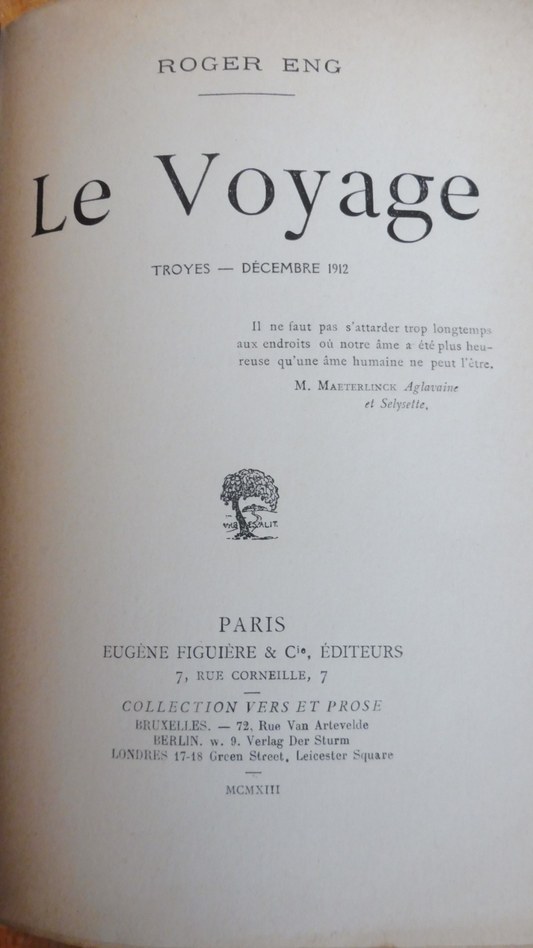 ROGER ENG
Le Voyage
TROYES — DÉCEMBRE 1912
Il ne faut pas s'attarder trop longtemps
aux endroits où notre âme a été plus heu-
reuse qu'une âme humaine ne peut l'être.
M. MAETERLINCK Aglavaine
et Selysette,
PARIS
EUGÈNE FIGUIÈRE & Cie, ÉDITEURS
7, RUE CORNEILLE, 7
COLLECTION VERS ET PROSE
BRUXELLES. — 72, Rue Van Artevelde
BERLIN. w. 9. Verlag Der Sturm
LONDRES 17-18 Green Street, Leicester Square
MCMXIII